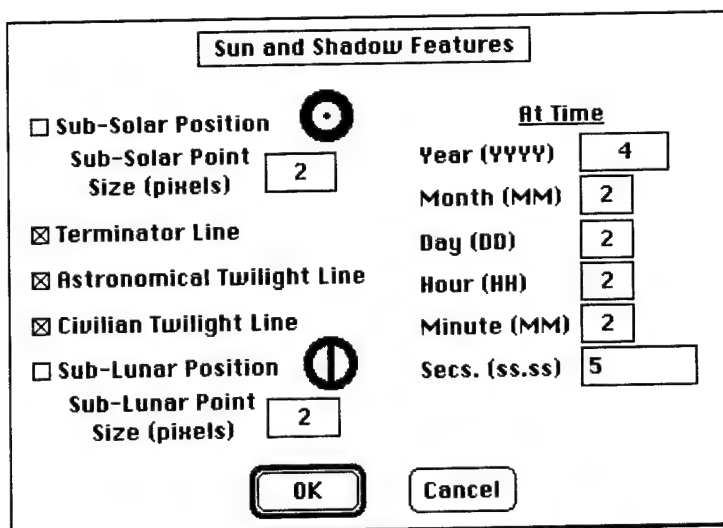 Sun and Shadow Features
Sub-Solar Position
Sub-Solar Point
Size (pixels)
2
Terminator Line
Astronomical Twilight Line
Civilian Twilight Line
Sub-Lunar Position
Sub-Lunar Point
Size (pixels)
2
At Time
Year (YYYY)
4
Month (MM)
2
Day (DD)
2
Hour (HH)
2
Minute (MM)
2
Secs. (ss.ss)
5
OK
Cancel